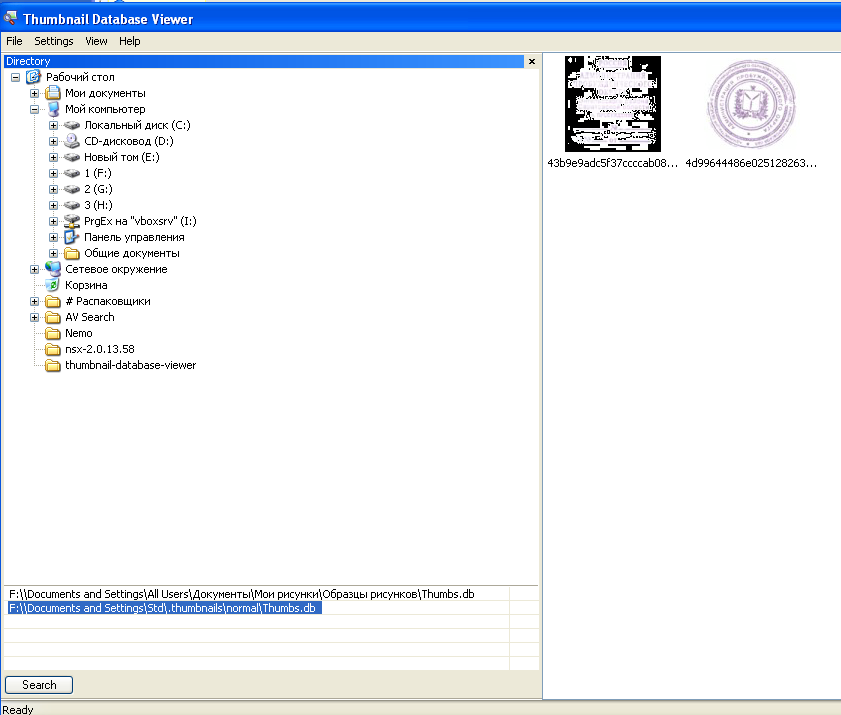 Thumbnail Database Viewer
File Settings View Help
Directory
Рабочий стол
Мои документы
Мой компьютер
Локальный диск (C:)
CD-дисковод (D:)
Новый том (E:)
1 (F:)
2 (G:)
3 (H:)
PrgEx на "vboxsrv" (I:)
Панель управления
Общие документы
Сетевое окружение
Корзина
# Распаковщики
AV Search
Nemo
nsx-2.0.13.58
thumbnail-database-viewer
F:\\Documents and Settings\All Users\Документы\Мои рисунки\Образцы рисунков\Thumbs.db
F:\\Documents and Settings\Std\.thumbnails\normal\Thumbs.db
Search
Ready
43b9e9adc5f37ccccab08...
4d99644486e025128263...